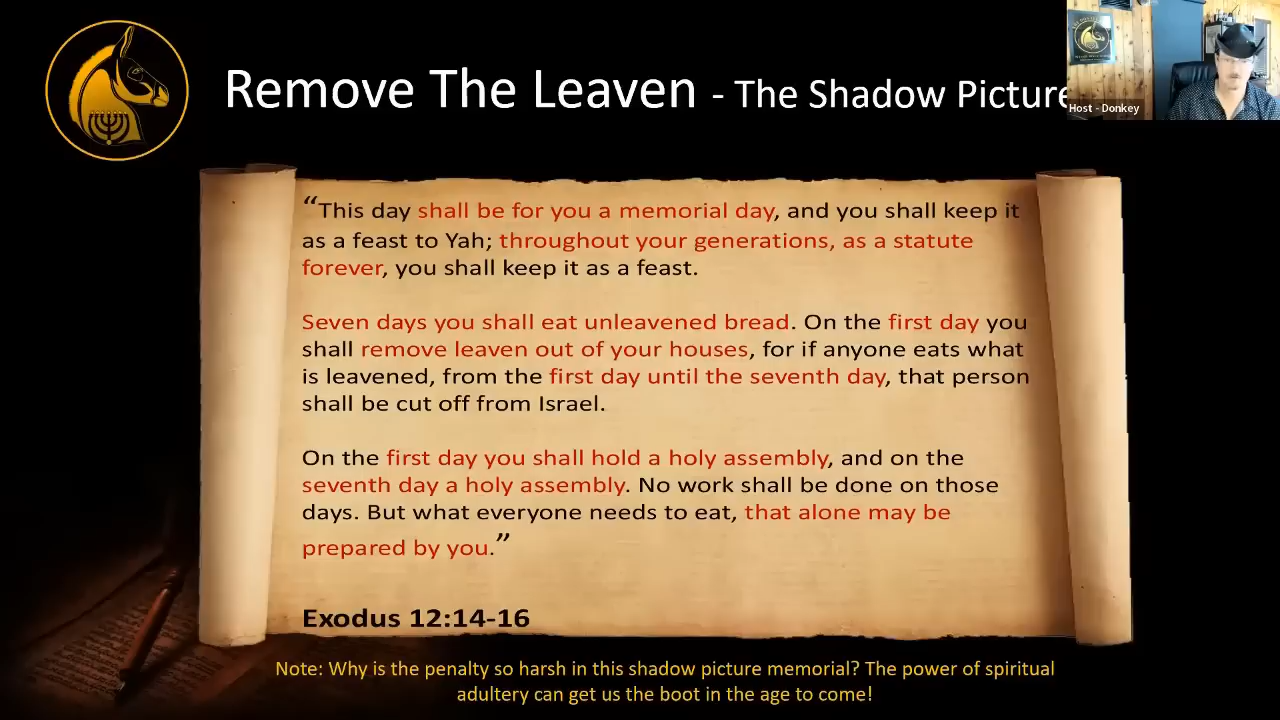 Remove The Leaven - The Shadow Picture
Host - Donkey
“This day shall be for you a memorial day, and you shall keep it
as a feast to Yah; throughout your generations, as a statute
forever, you shall keep it as a feast.
Seven days you shall eat unleavened bread. On the first day you
shall remove leaven out of your houses, for if anyone eats what
is leavened, from the first day until the seventh day, that person
shall be cut off from Israel.
On the first day you shall hold a holy assembly, and on the
seventh day a holy assembly. No work shall be done on those
days. But what everyone needs to eat, that alone may be
prepared by you.”
Exodus 12:14-16
Note: Why is the penalty so harsh in this shadow picture memorial? The power of spiritual
adultery can get us the boot in the age to come!